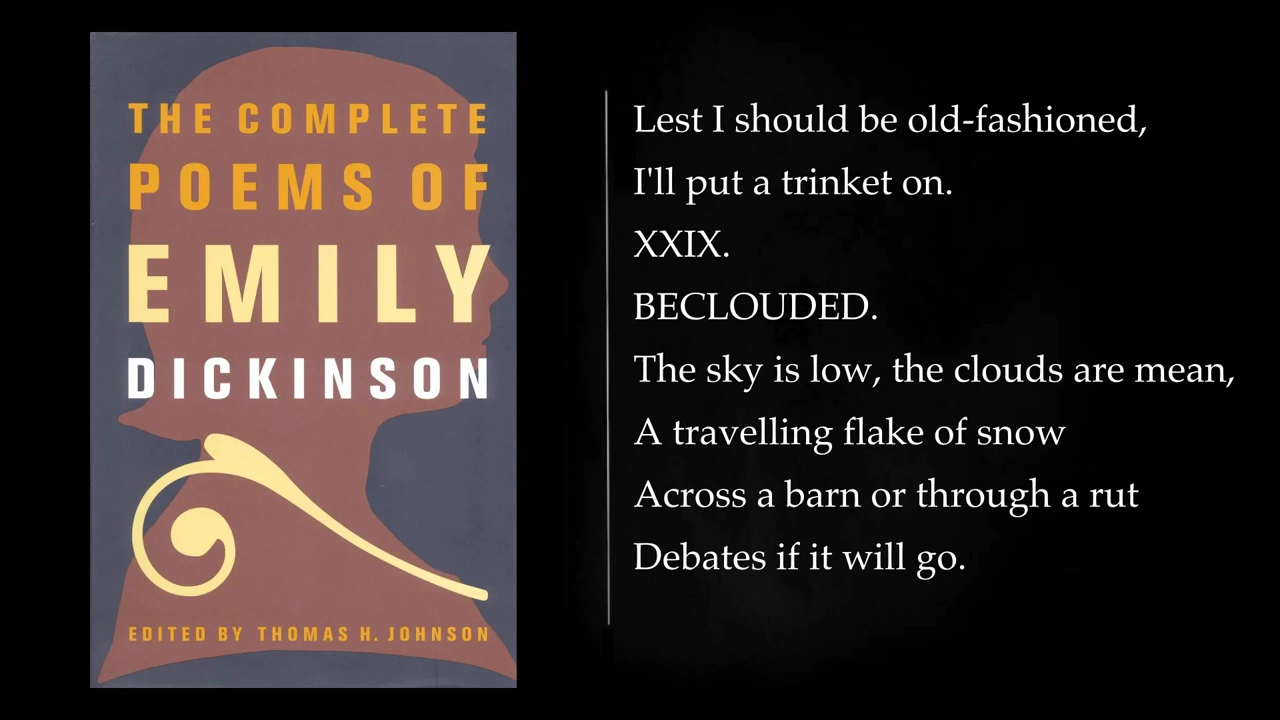 THE COMPLETE
POEMS OF
EMILY
DICKINSON
EDITED BY THOMAS H. JOHNSON
Lest I should be old-fashioned,
I'll put a trinket on.
XXIX.
BECLOUDED.
The sky is low, the clouds are mean,
A travelling flake of snow
Across a barn or through a rut
Debates if it will go.